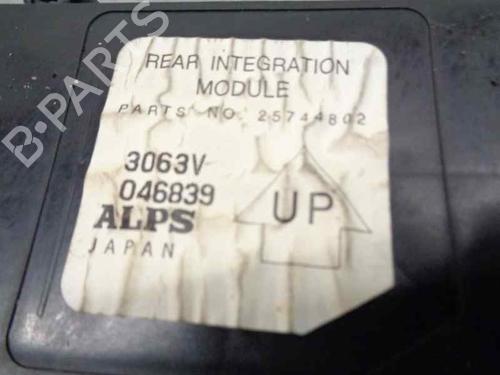 REAR INTEGRATION
MODULE
PARTS NO. 25744802
3063V
046839
ALPS
JAPAN
UP
B-PARTS